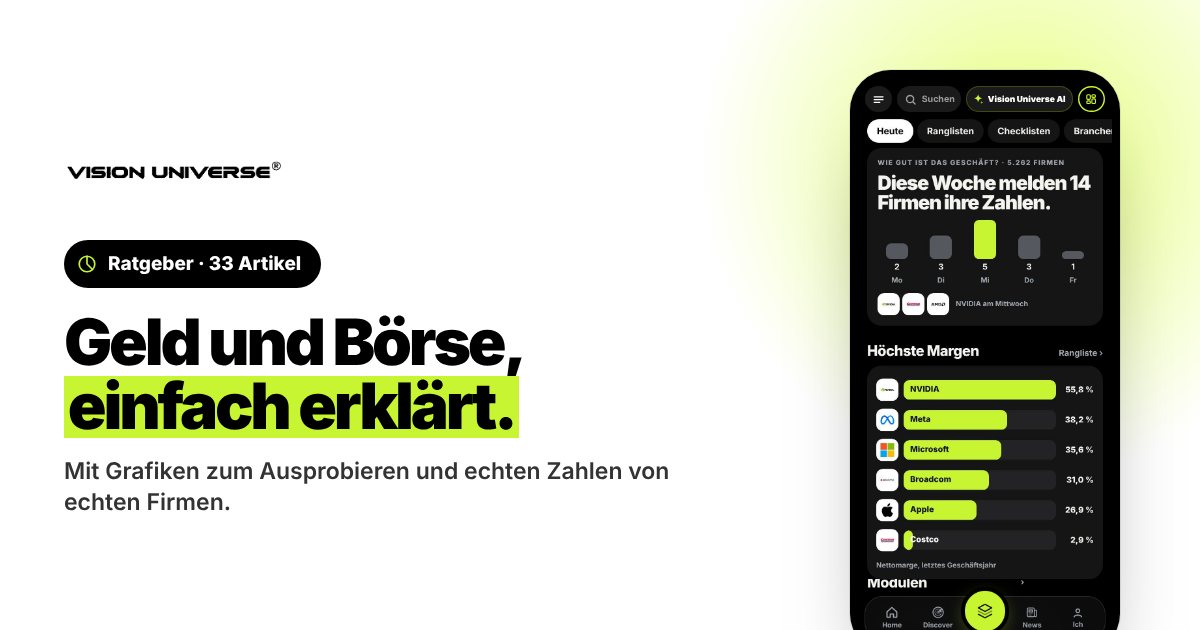 VISION UNIVERSE®
Ratgeber · 33 Artikel
Geld und Börse,
einfach erklärt.
Mit Grafiken zum Ausprobieren und echten Zahlen von
echten Firmen.
Suchen
Vision Universe AI
Heute
Ranglisten
Checklisten
Branchen
WIE GUT IST DAS GESCHÄFT? · 5.262 FIRMEN
Diese Woche melden 14
Firmen ihre Zahlen.
2 3 5 3 1
Mo Di Mi Do Fr
AMD
NVIDIA am Mittwoch
Höchste Margen
Rangliste ›
NVIDIA 55,8 %
Meta 38,2 %
Microsoft 35,6 %
Broadcom 31,0 %
Apple 26,9 %
Costco 2,9 %
Nettomarge, letztes Geschäftsjahr
Modulen ›
Home
Discover
News
Ich